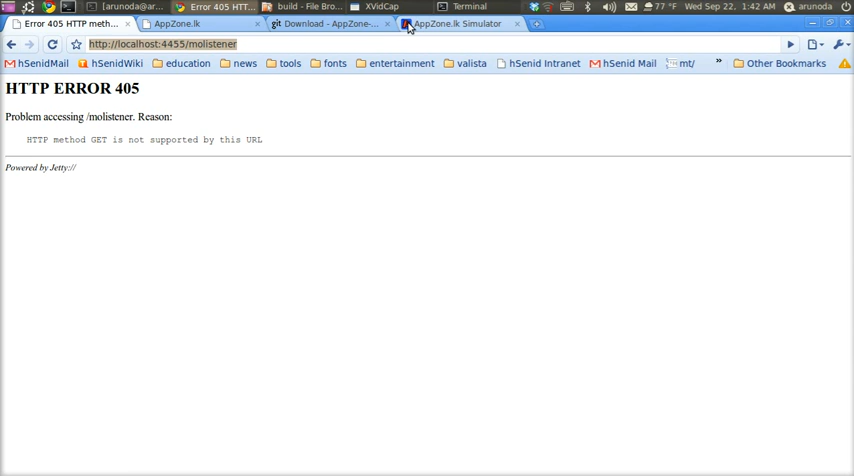 [arunoda@ar... Error 405 HTT... build - File Bro... XVidCap Terminal 77 °F Wed Sep 22, 1:42 AM arunoda
Error 405 HTTP meth... AppZone.lk git Download - AppZone-... AppZone.lk Simulator
http://localhost:4455/molistener
hSenidMail hSenidWiki education news tools fonts entertainment valista hSenid Intranet hSenid Mail mt/ » Other Bookmarks
HTTP ERROR 405
Problem accessing /molistener. Reason:
HTTP method GET is not supported by this URL
Powered by Jetty://